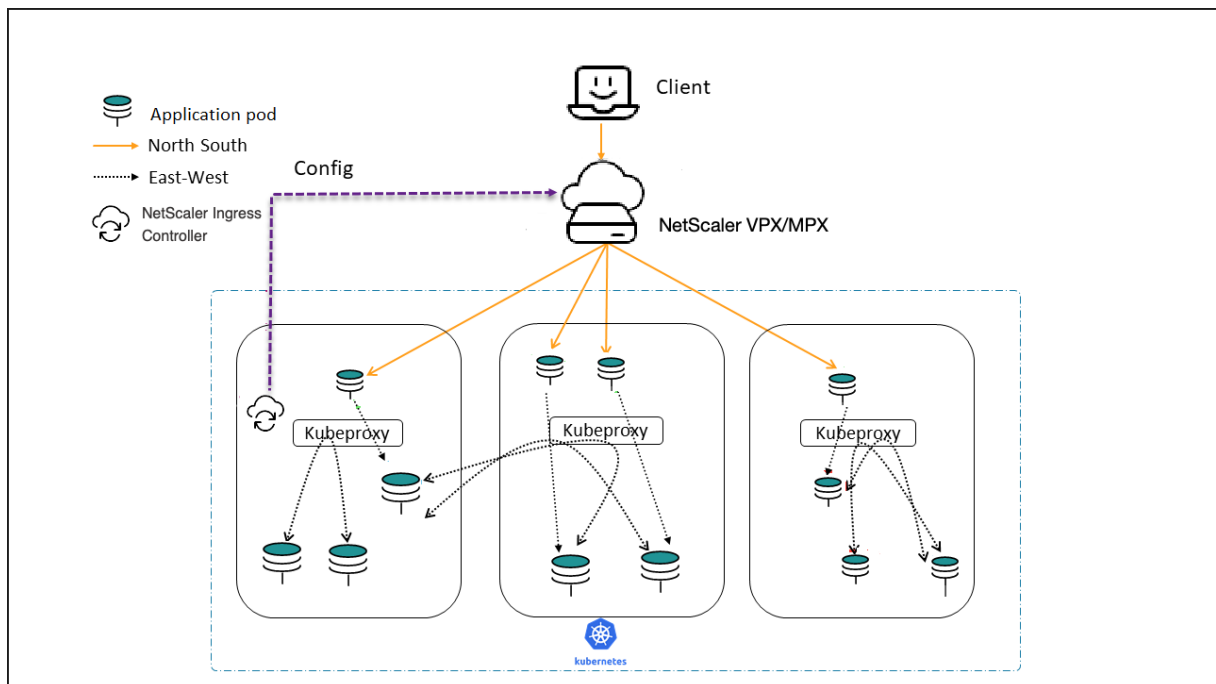 Client
Application pod
North South
Config
East-West
NetScaler Ingress
Controller
NetScaler VPX/MPX
Kubeproxy
Kubeproxy
Kubeproxy
kubernetes